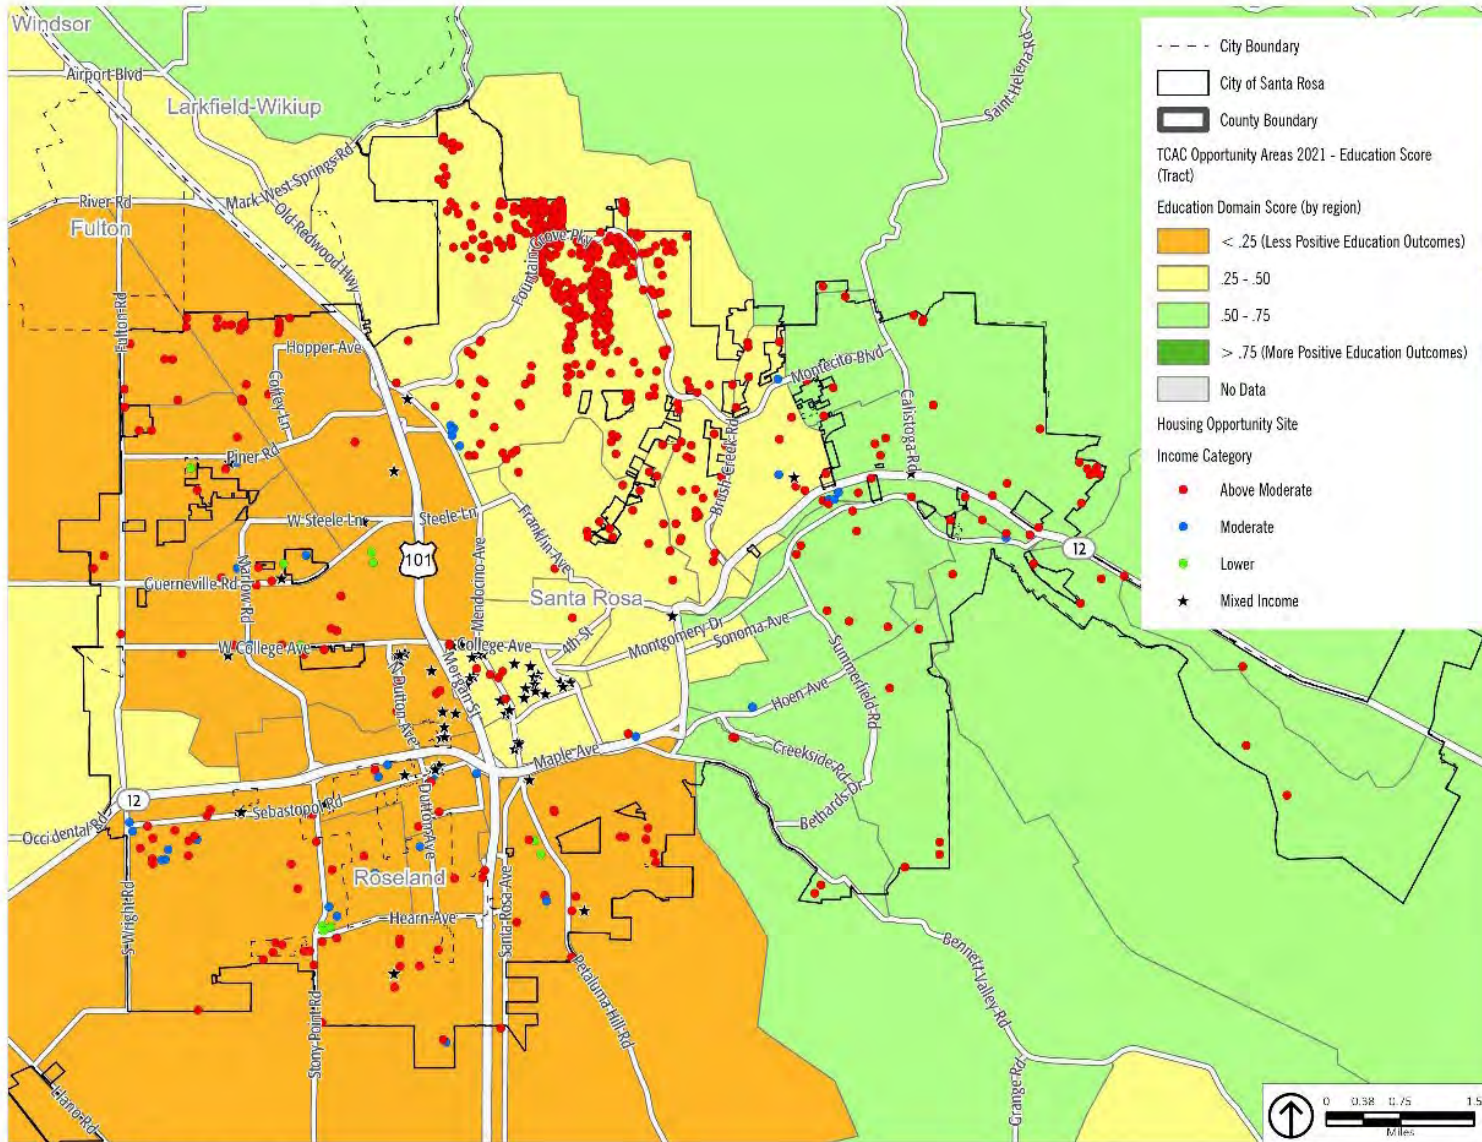 Windsor
Airport Blvd
Larkfield-Wikiup
Saint Helena Rd
Mark West Springs Rd
River Rd
Fulton
Old Redwood Hwy
Fountain Grove Pky
Fulton Rd
Hopper Ave
Coffey Ln
Montecito Blvd
Calistoga Rd
Piner Rd
Brush Creek Rd
W Steele Ln
Steele Ln
Franklin Ave
101
12
Marlow Rd
Guerneville Rd
Mendocino Ave
Santa Rosa
W College Ave
College Ave
4th St
Montgomery Dr
Sonoma Ave
Summerfield Rd
N Dutton Ave
Morgan St
Hoen Ave
Maple Ave
Creekside Rd
12
Sebastopol Rd
Dutton Ave
Bethards Dr
Occidental Rd
Roseland
S Wright Rd
Hearn Ave
Santa Rosa Ave
Bennett Valley Rd
Petaluma Hill Rd
Stony Point Rd
Llano Rd
Grange Rd
City Boundary
City of Santa Rosa
County Boundary
TCAC Opportunity Areas 2021 - Education Score
(Tract)
Education Domain Score (by region)
< .25 (Less Positive Education Outcomes)
.25 - .50
.50 - .75
> .75 (More Positive Education Outcomes)
No Data
Housing Opportunity Site
Income Category
Above Moderate
Moderate
Lower
Mixed Income
0 0.38 0.75 1.5
Miles